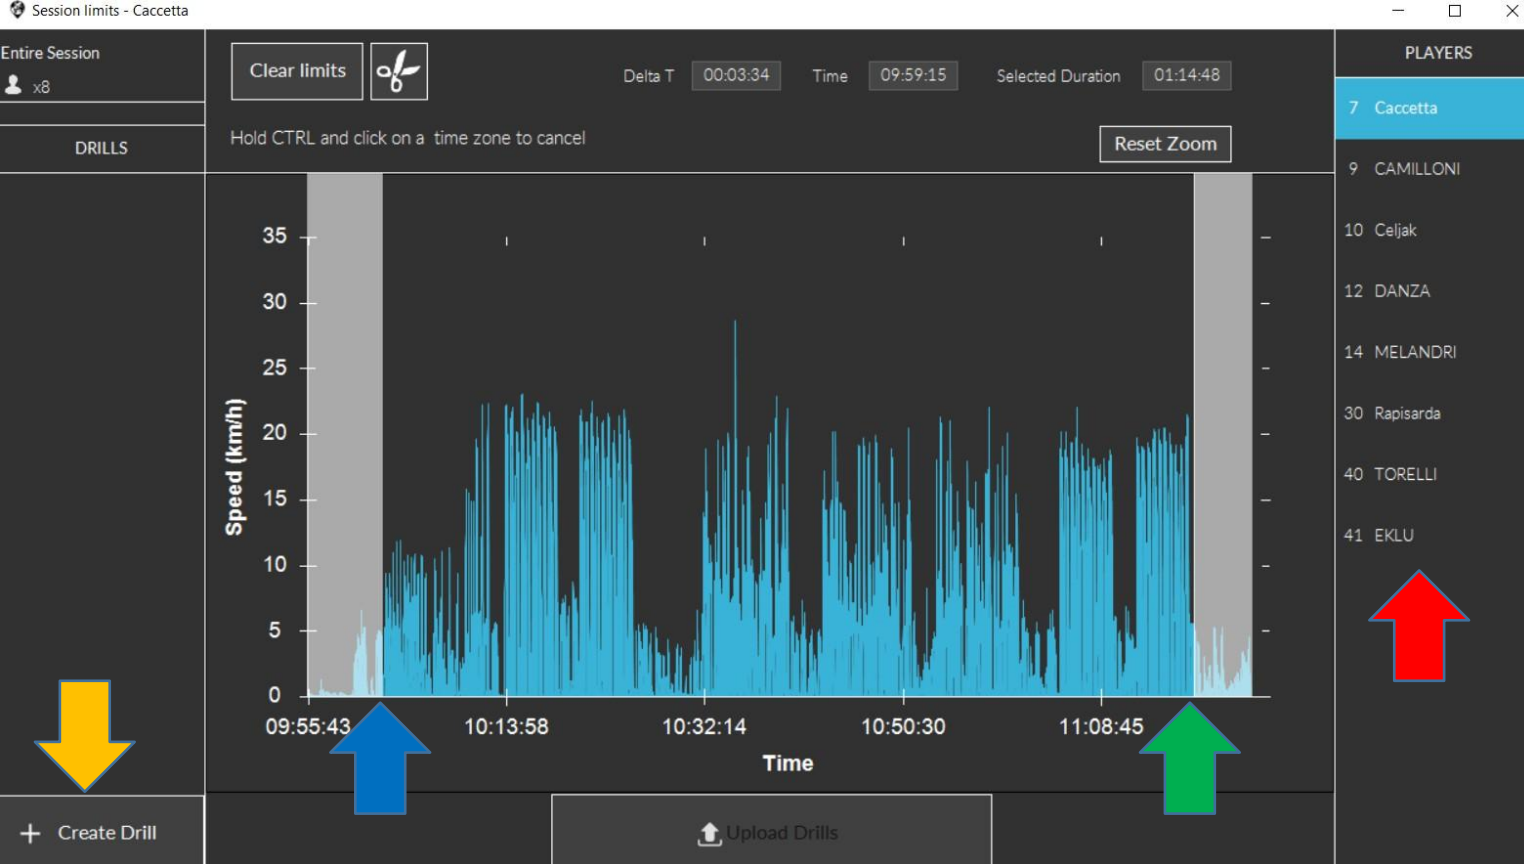 Session limits - Caccetta
Entire Session
x8
DRILLS
Clear limits
Delta T 00:03:34 Time 09:59:15 Selected Duration 01:14:48
Hold CTRL and click on a time zone to cancel
Reset Zoom
PLAYERS
7 Caccetta
9 CAMILLONI
10 Celjak
12 DANZA
14 MELANDRI
30 Rapisarda
40 TORELLI
41 EKLU
Speed (km/h)
35
30
25
20
15
10
5
0
09:55:43 10:13:58 10:32:14 10:50:30 11:08:45
Time
+ Create Drill
Upload Drills